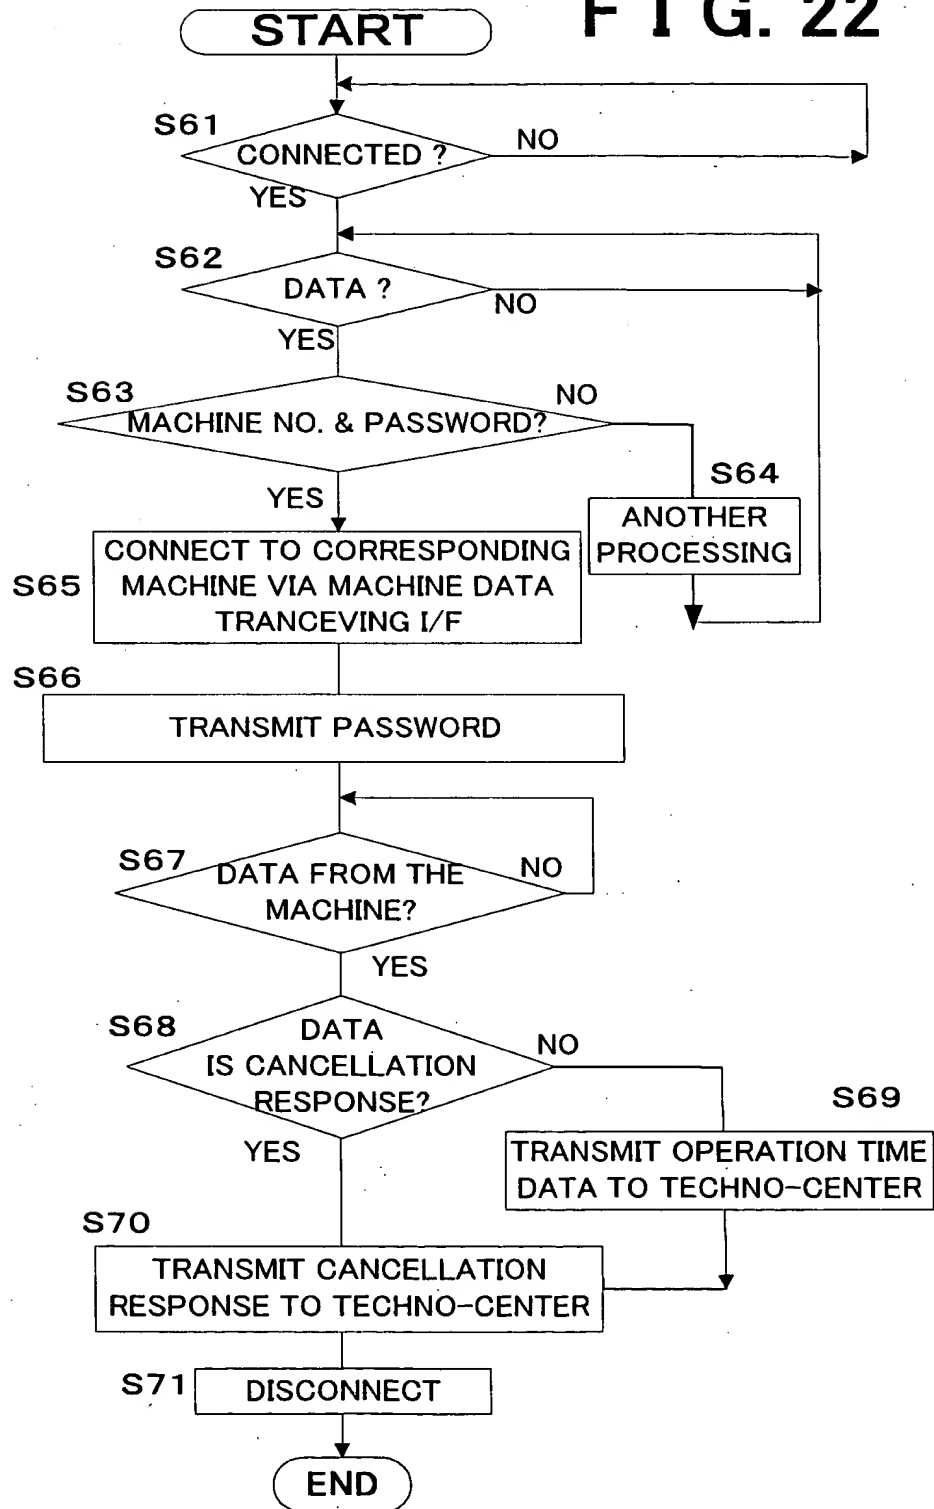 FIG. 22
START
S61
CONNECTED ?
NO
YES
S62
DATA ?
NO
YES
S63
MACHINE NO. & PASSWORD?
NO
YES
S64
ANOTHER
PROCESSING
S65
CONNECT TO CORRESPONDING
MACHINE VIA MACHINE DATA
TRANCEVING I/F
S66
TRANSMIT PASSWORD
S67
DATA FROM THE
MACHINE?
NO
YES
S68
DATA
IS CANCELLATION
RESPONSE?
NO
YES
S69
TRANSMIT OPERATION TIME
DATA TO TECHNO-CENTER
S70
TRANSMIT CANCELLATION
RESPONSE TO TECHNO-CENTER
S71
DISCONNECT
END